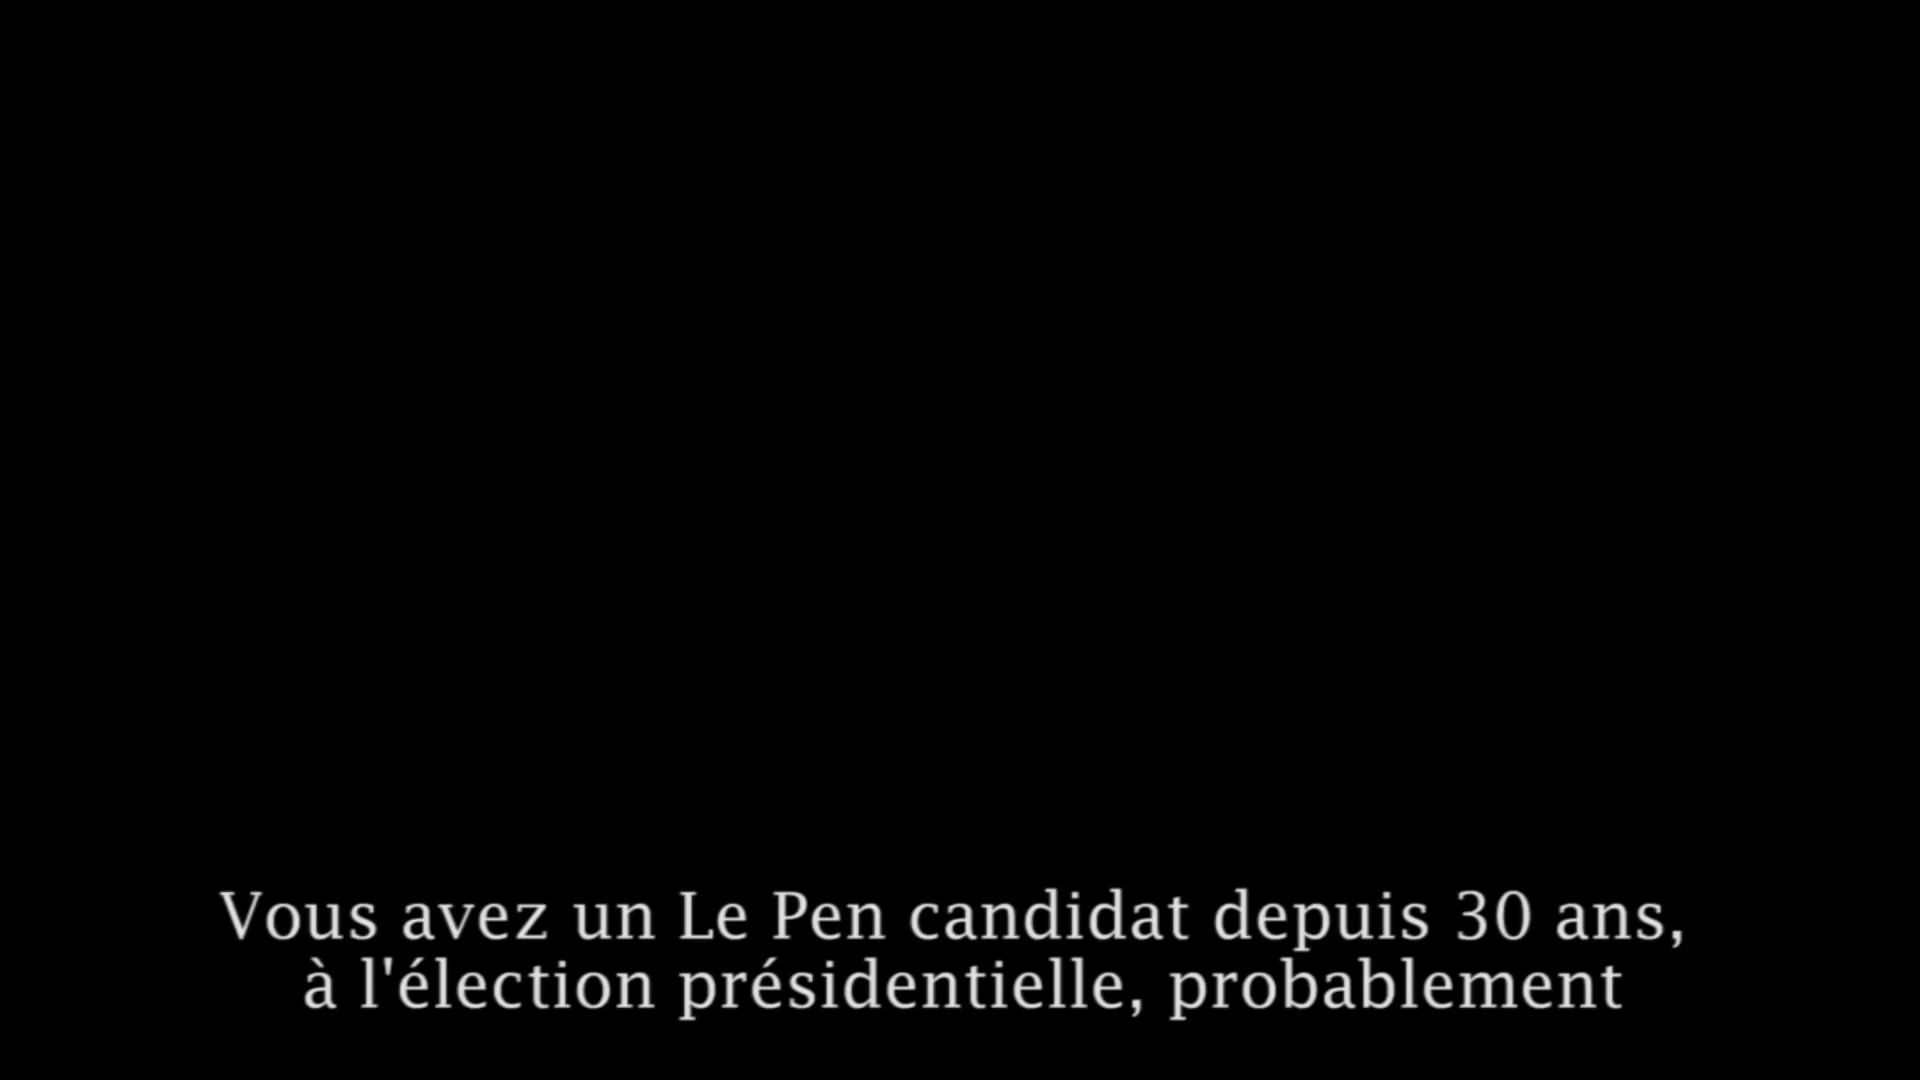 Vous avez un Le Pen candidat depuis 30 ans,
à l'élection présidentielle, probablement